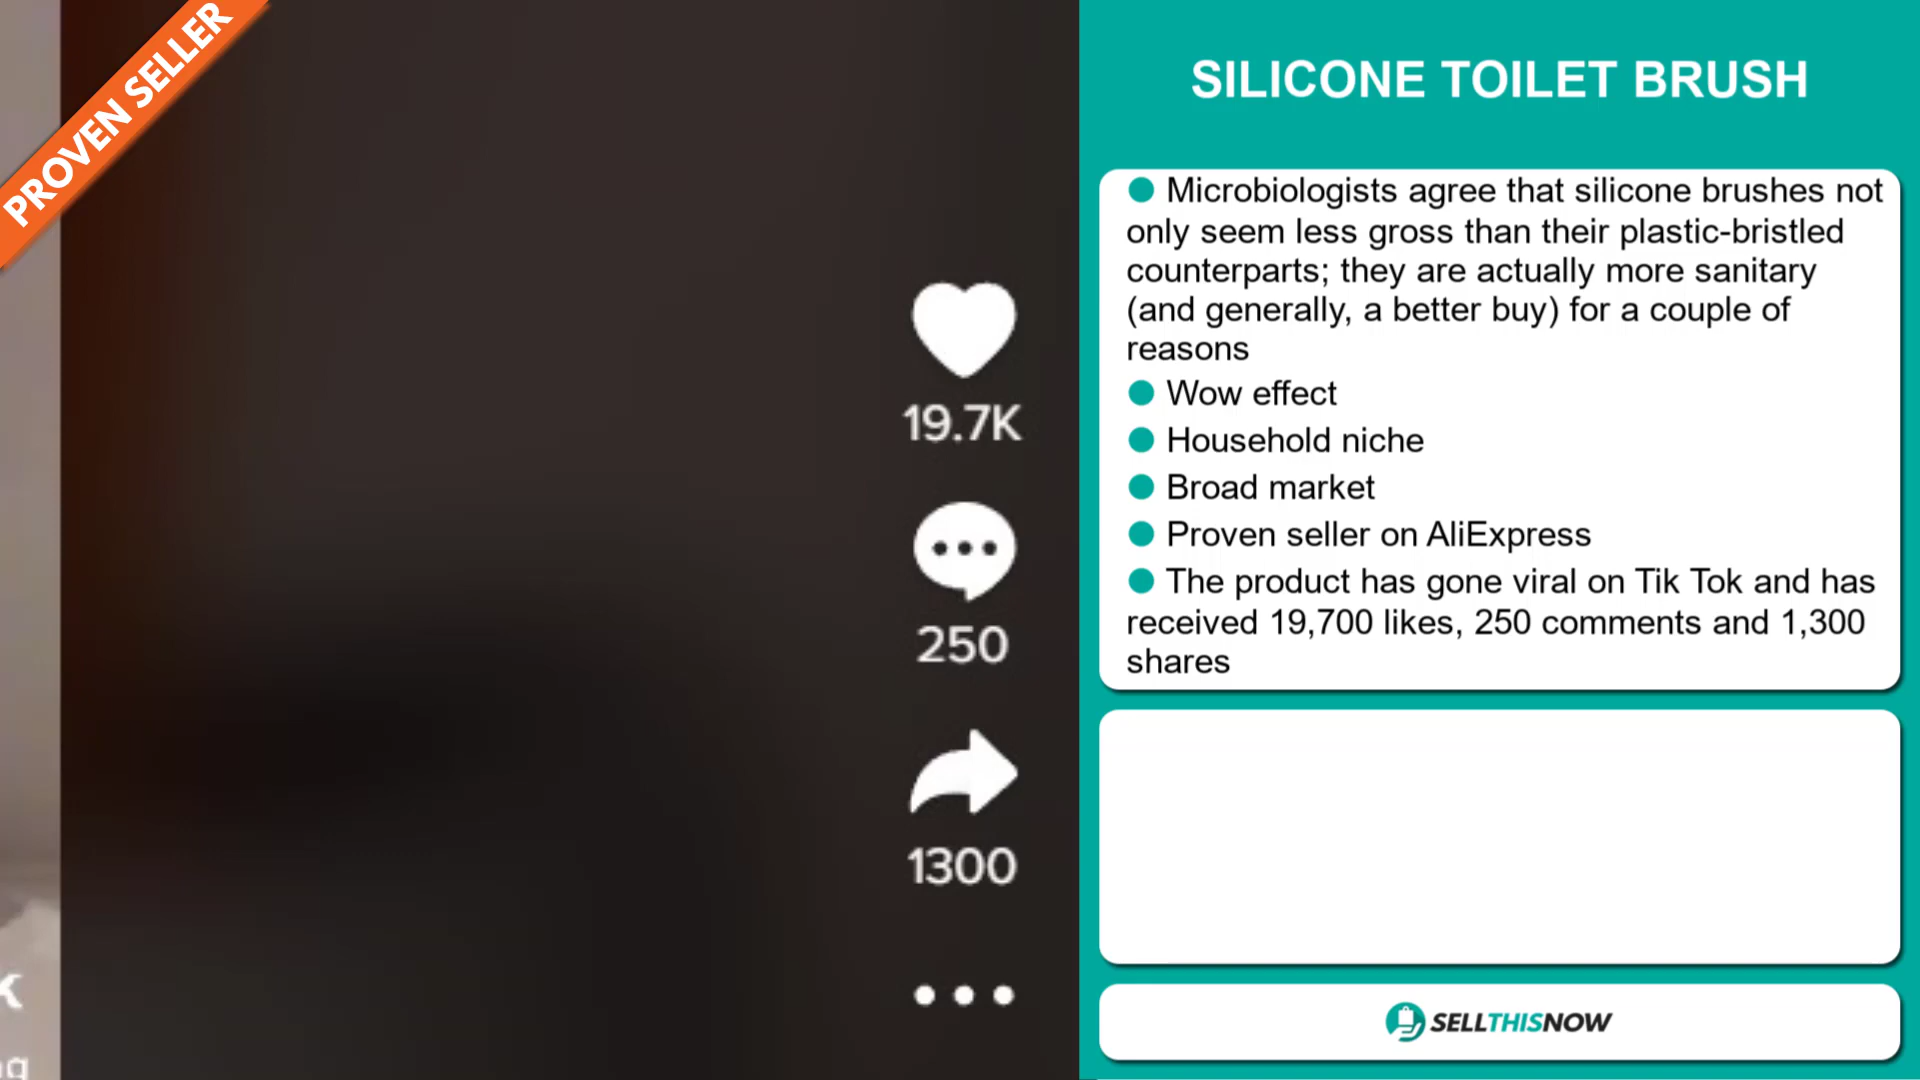 PROVEN SELLER
19.7K
250
1300
SILICONE TOILET BRUSH
Microbiologists agree that silicone brushes not
only seem less gross than their plastic-bristled
counterparts; they are actually more sanitary
(and generally, a better buy) for a couple of
reasons
Wow effect
Household niche
Broad market
Proven seller on AliExpress
The product has gone viral on Tik Tok and has
received 19,700 likes, 250 comments and 1,300
shares
SELLTHISNOW